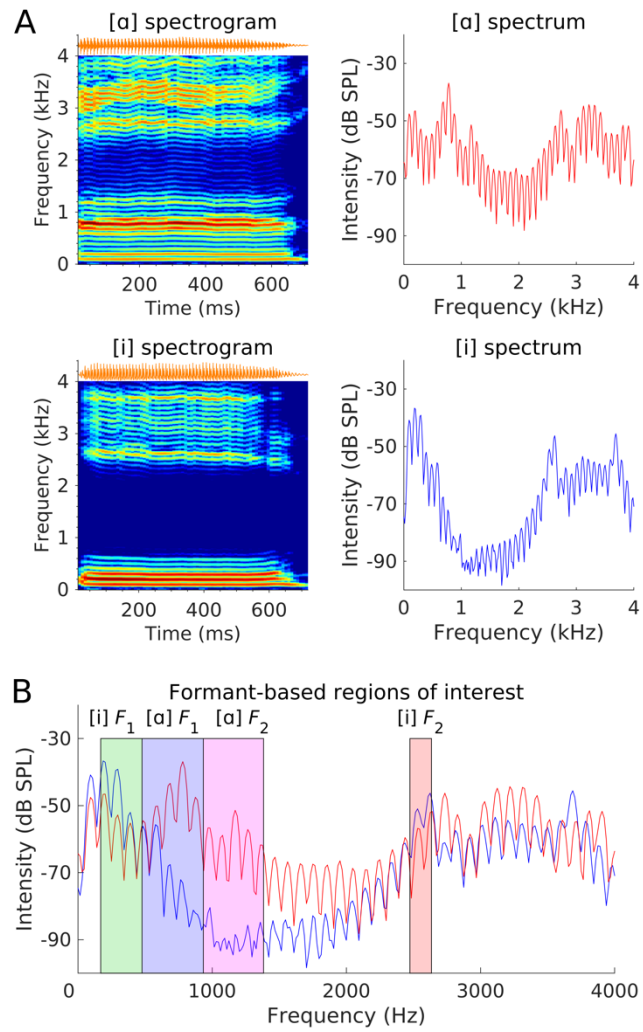 A
[ɑ] spectrogram
[ɑ] spectrum
Frequency (kHz)
4
3
2
1
0
200 400 600
Time (ms)
Intensity (dB SPL)
-30
-50
-70
-90
0 1 2 3 4
Frequency (kHz)
[i] spectrogram
[i] spectrum
Frequency (kHz)
4
3
2
1
0
200 400 600
Time (ms)
Intensity (dB SPL)
-30
-50
-70
-90
0 1 2 3 4
Frequency (kHz)
B
Formant-based regions of interest
[i] F1 [ɑ] F1 [ɑ] F2 [i] F2
Intensity (dB SPL)
-30
-50
-70
-90
0 1000 2000 3000 4000
Frequency (Hz)